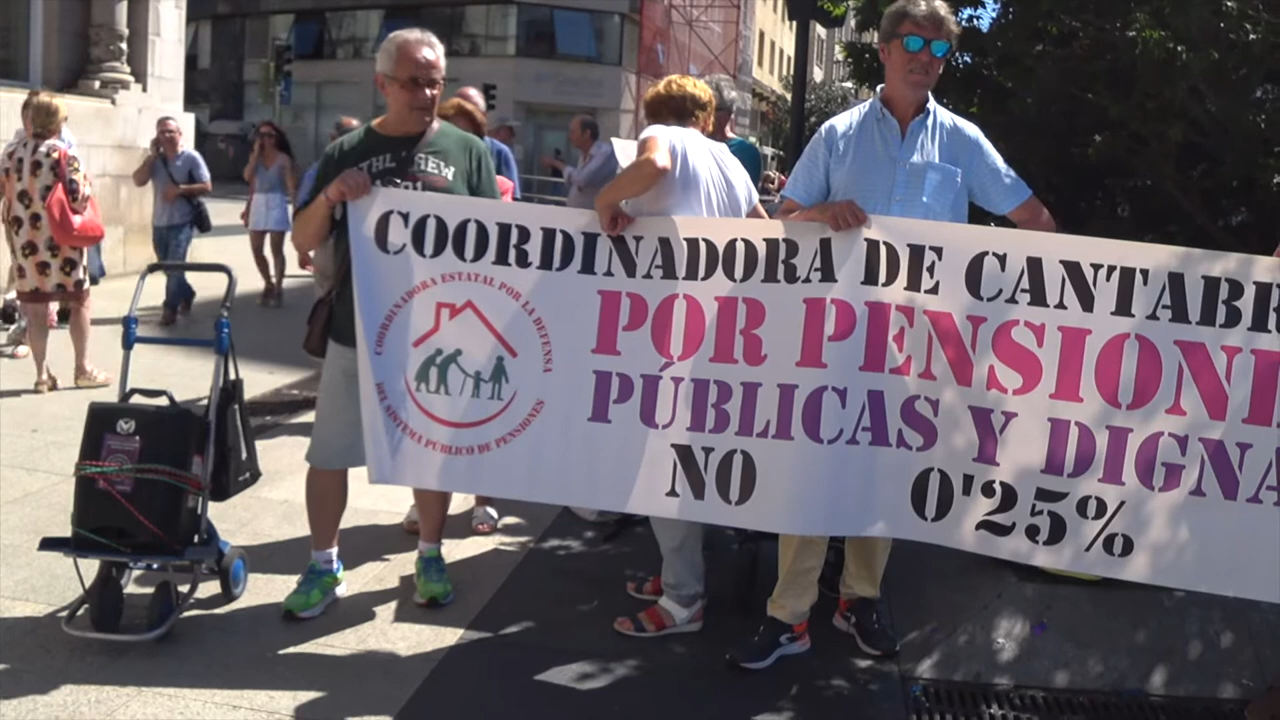 COORDINADORA DE CANTABR
POR PENSIONE
PÚBLICAS Y DIGNA
NO 0'25%
COORDINADORA ESTATAL POR LA DEFENSA
DEL SISTEMA PÚBLICO DE PENSIONES